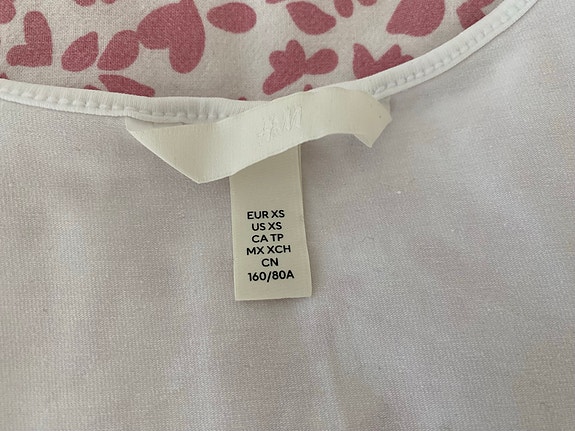 H&M
EUR XS
US XS
CA TP
MX XCH
CN
160/80A